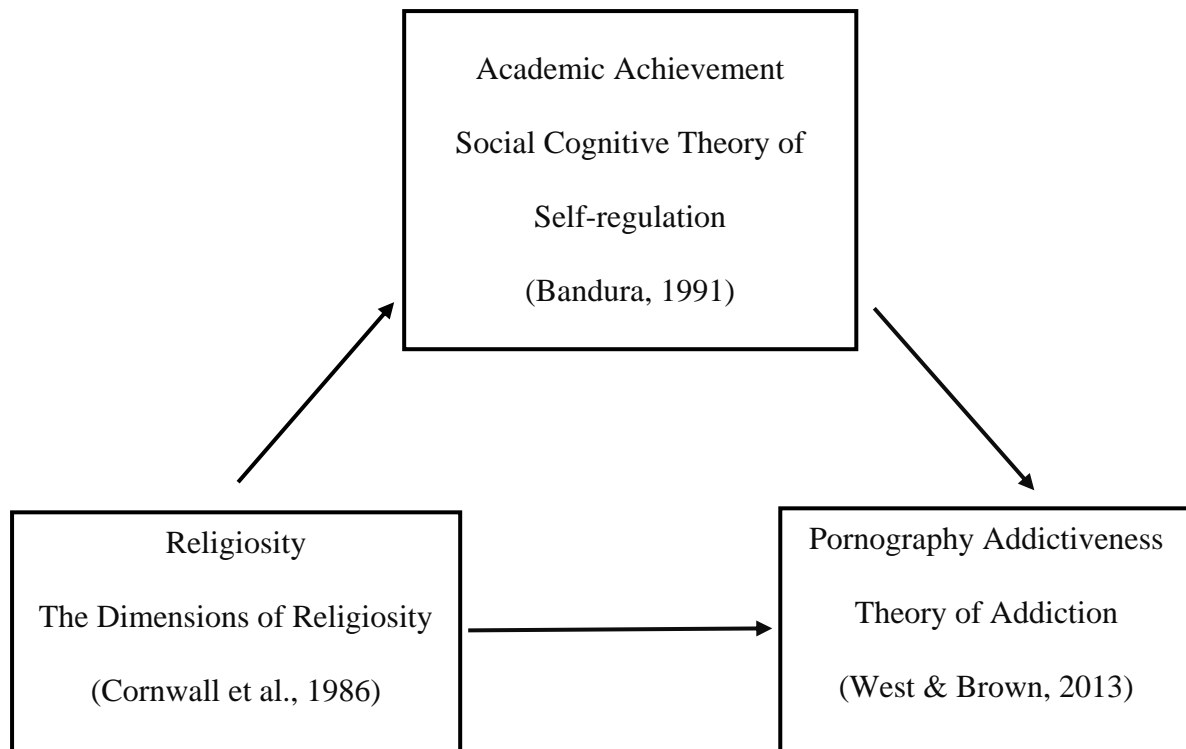 Academic Achievement
Social Cognitive Theory of
Self-regulation
(Bandura, 1991)
Religiosity
The Dimensions of Religiosity
(Cornwall et al., 1986)
Pornography Addictiveness
Theory of Addiction
(West & Brown, 2013)